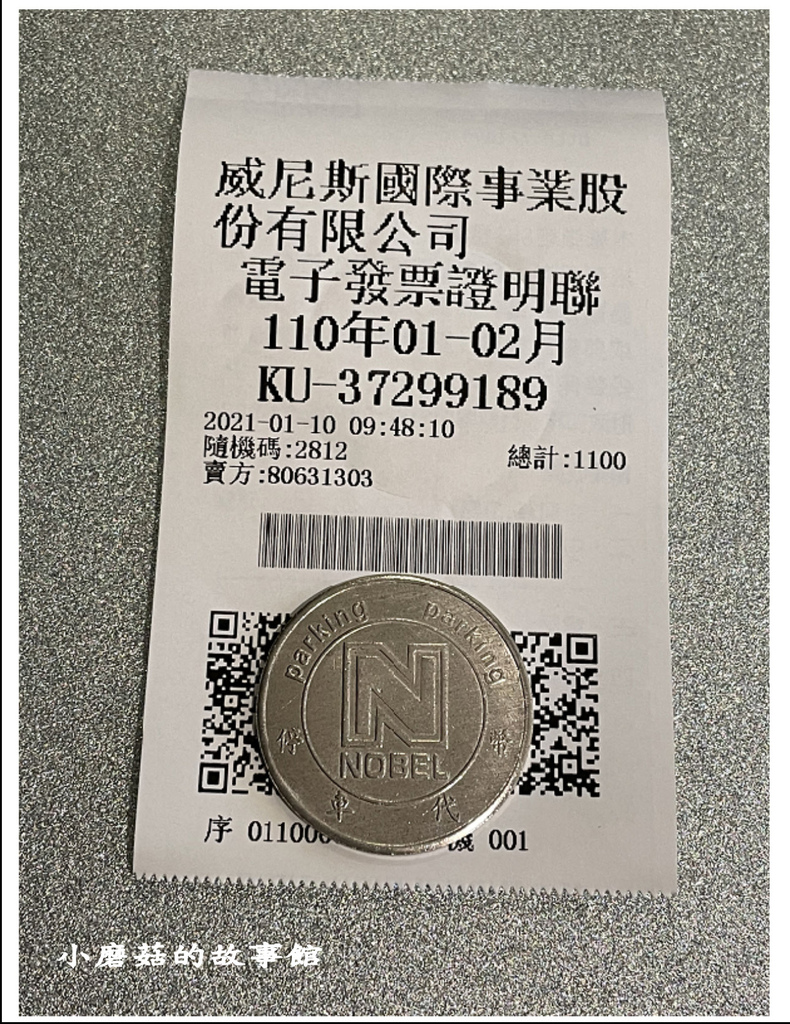 威尼斯國際事業股
份有限公司
電子發票證明聯
110年01-02月
KU-37299189
2021-01-10 09:48:10
隨機碼:2812 總計:1100
賣方:80631303
parking parking
N
NOBEL
停車代幣
序 01100 機 001
小磨菇的故事館